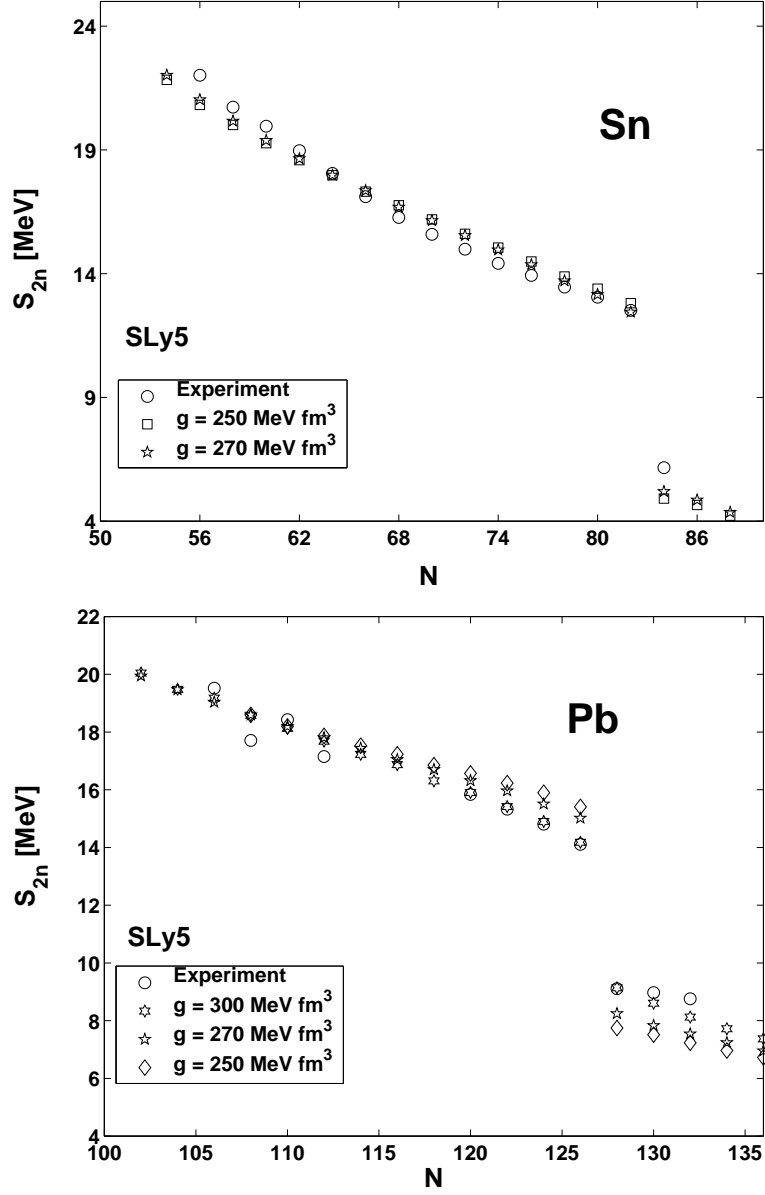 24
19
14
9
4
S2n [MeV]
Sn
SLy5
Experiment
g = 250 MeV fm3
g = 270 MeV fm3
50 56 62 68 74 80 86
N
22
20
18
16
14
12
10
8
6
4
S2n [MeV]
Pb
SLy5
Experiment
g = 300 MeV fm3
g = 270 MeV fm3
g = 250 MeV fm3
100 105 110 115 120 125 130 135
N